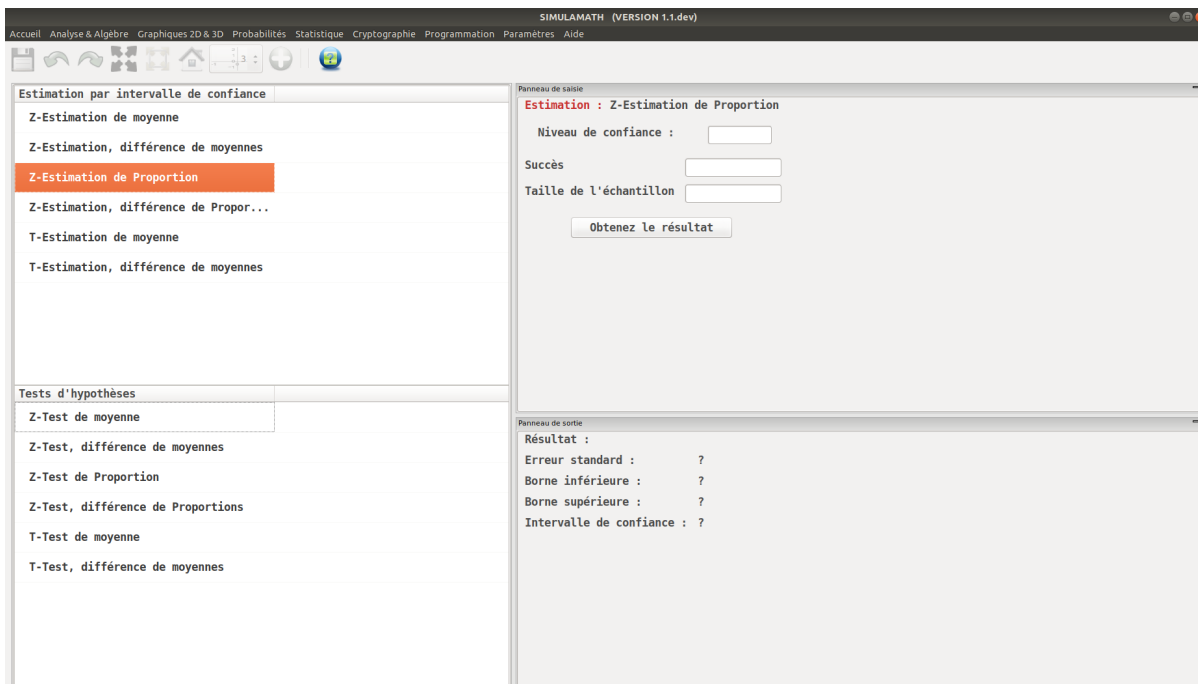 SIMULAMATH (VERSION 1.1.dev)
Accueil Analyse & Algèbre Graphiques 2D & 3D Probabilités Statistique Cryptographie Programmation Paramètres Aide
3
?
Estimation par intervalle de confiance
Z-Estimation de moyenne
Z-Estimation, différence de moyennes
Z-Estimation de Proportion
Z-Estimation, différence de Propor...
T-Estimation de moyenne
T-Estimation, différence de moyennes
Tests d'hypothèses
Z-Test de moyenne
Z-Test, différence de moyennes
Z-Test de Proportion
Z-Test, différence de Proportions
T-Test de moyenne
T-Test, différence de moyennes
Panneau de saisie
Estimation : Z-Estimation de Proportion
Niveau de confiance :
Succès
Taille de l'échantillon
Obtenez le résultat
Panneau de sortie
Résultat :
Erreur standard : ?
Borne inférieure : ?
Borne supérieure : ?
Intervalle de confiance : ?